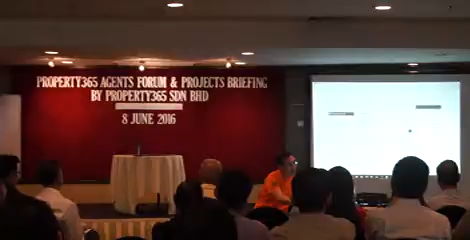 PROPERTY365 AGENTS FORUM & PROJECTS BRIEFING
BY PROPERTY365 SDN BHD
8 JUNE 2016